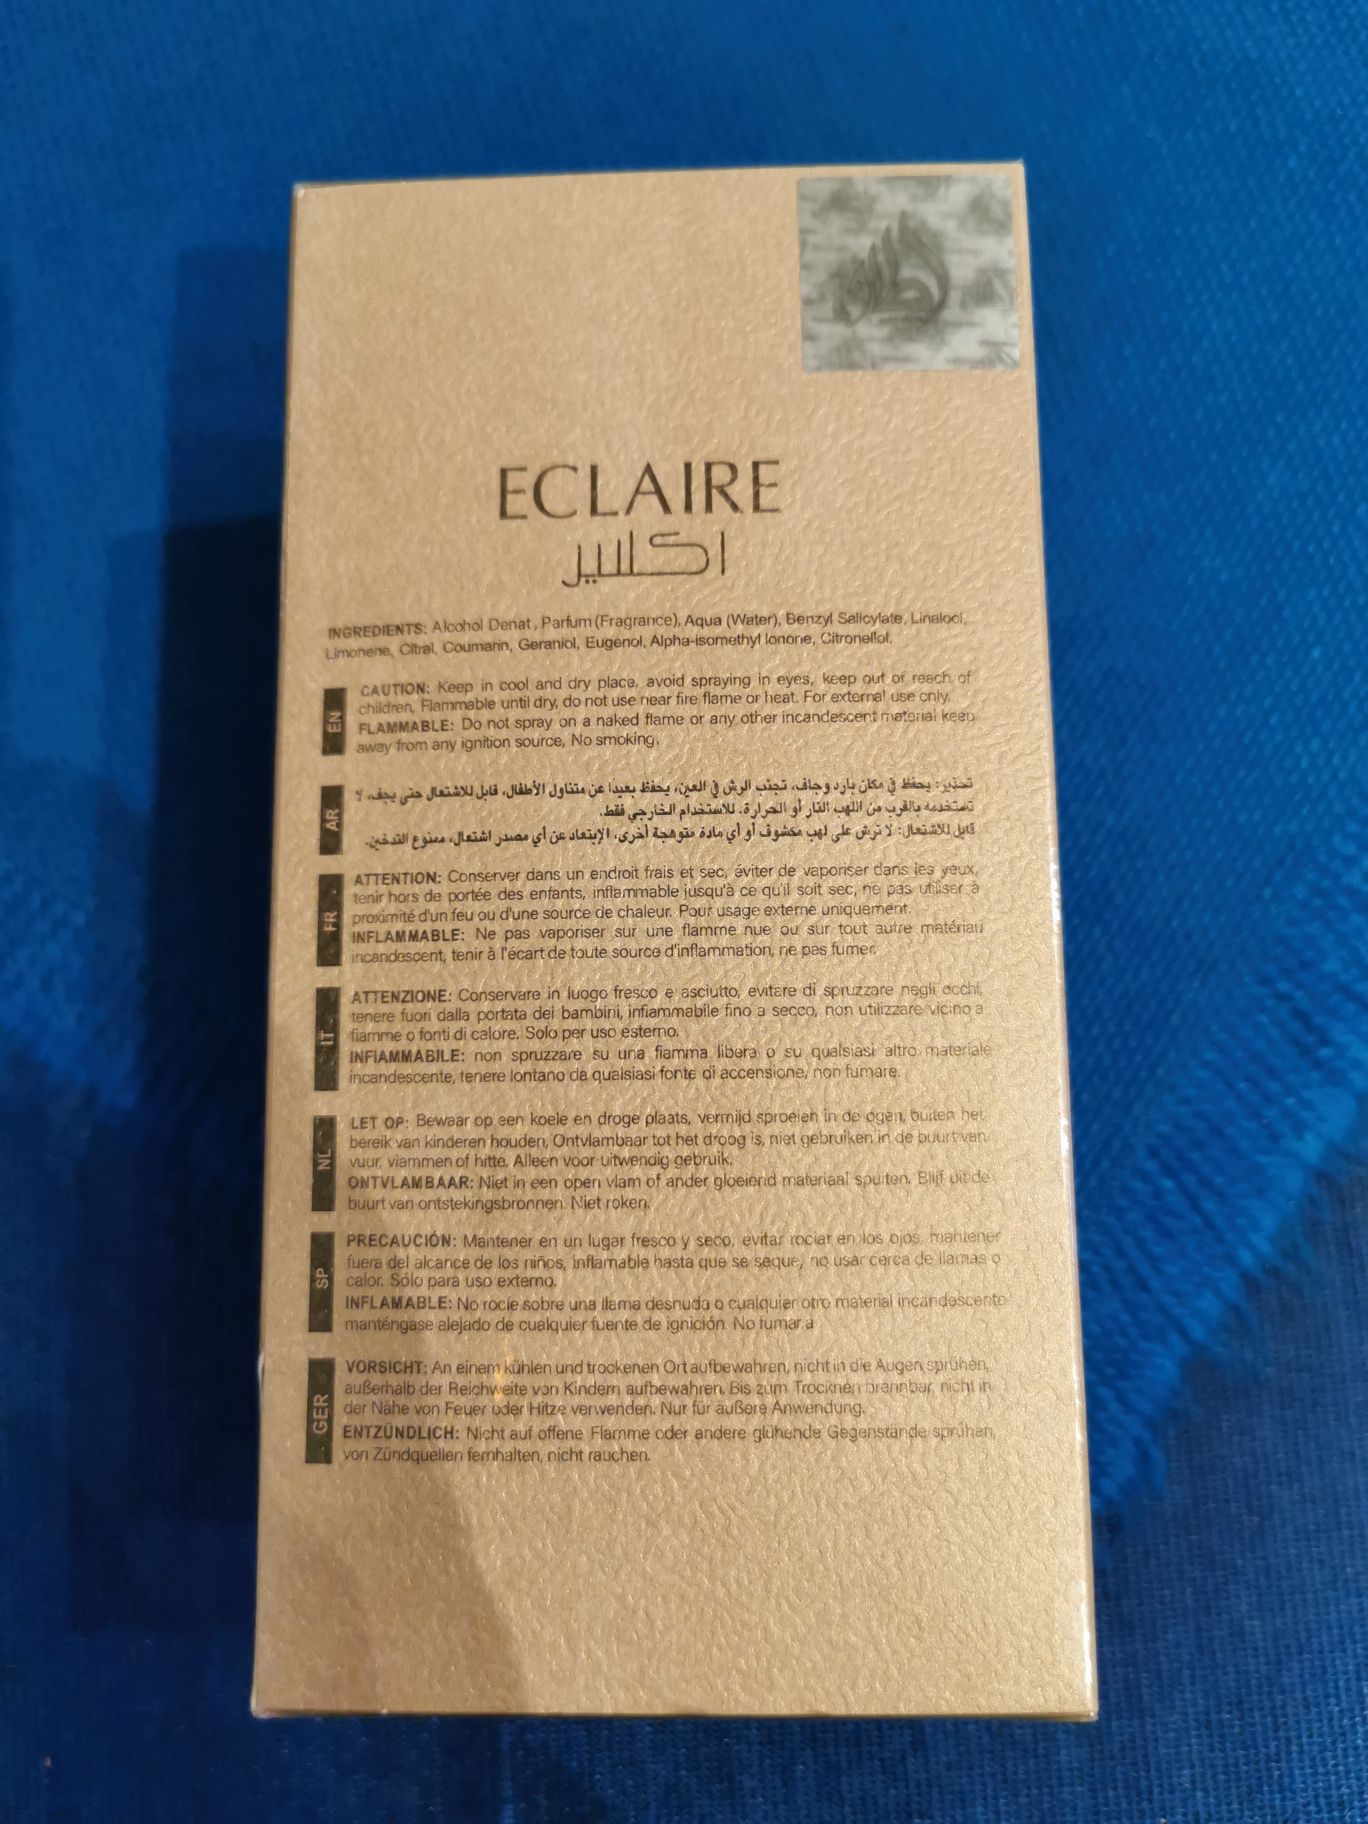 ECLAIRE
اكلسير
INGREDIENTS: Alcohol Denat, Parfum (Fragrance), Aqua (Water), Benzyl Salicylate, Linalool,
Limonene, Citral, Coumarin, Geraniol, Eugenol, Alpha-isomethyl Ionone, Citronellol.
EN
CAUTION: Keep in cool and dry place, avoid spraying in eyes, keep out of reach of
children, Flammable until dry, do not use near fire flame or heat. For external use only.
FLAMMABLE: Do not spray on a naked flame or any other incandescent material keep
away from any ignition source, No smoking.
AR
تحذير: يحفظ في مكان بارد وجاف، تجنب الرش في العين، يحفظ بعيدا عن متناول الأطفال، قابل للاشتعال حتى يجف، لا
تستخدمه بالقرب من اللهب النار أو الحرارة. للاستخدام الخارجي فقط.
قابل للاشتعال: لا ترش على لهب مكشوف أو أي مادة متوهجة أخرى، الإبتعاد عن أي مصدر اشتعال، ممنوع التدخين.
FR
ATTENTION: Conserver dans un endroit frais et sec, éviter de vaporiser dans les yeux,
tenir hors de portée des enfants, inflammable jusqu'à ce qu'il soit sec, ne pas utiliser à
proximité d'un feu ou d'une source de chaleur. Pour usage externe uniquement.
INFLAMMABLE: Ne pas vaporiser sur une flamme nue ou sur tout autre matériau
incandescent, tenir à l'écart de toute source d'inflammation, ne pas fumer.
IT
ATTENZIONE: Conservare in luogo fresco e asciutto, evitare di spruzzare negli occhi,
tenere fuori dalla portata dei bambini, infiammabile fino a secco, non utilizzare vicino a
fiamme o fonti di calore. Solo per uso esterno.
INFIAMMABILE: non spruzzare su una fiamma libera o su qualsiasi altro materiale
incandescente, tenere lontano da qualsiasi fonte di accensione, non fumare.
NL
LET OP: Bewaar op een koele en droge plaats, vermijd sproeien in de ogen, buiten het
bereik van kinderen houden, Ontvlambaar tot het droog is, niet gebruiken in de buurt van
vuur, vlammen of hitte. Alleen voor uitwendig gebruik.
ONTVLAMBAAR: Niet in een open vlam of ander gloeiend materiaal spuiten. Blijf uit de
buurt van ontstekingsbronnen. Niet roken.
SP
PRECAUCIÓN: Mantener en un lugar fresco y seco, evitar rociar en los ojos, mantener
fuera del alcance de los niños, inflamable hasta que se seque, no usar cerca de llamas o
calor. Sólo para uso externo.
INFLAMABLE: No rocíe sobre una llama desnuda o cualquier otro material incandescente
manténgase alejado de cualquier fuente de ignición. No fumar.a
GER
VORSICHT: An einem kühlen und trockenen Ort aufbewahren, nicht in die Augen sprühen,
außerhalb der Reichweite von Kindern aufbewahren. Bis zum Trocknen brennbar, nicht in
der Nähe von Feuer oder Hitze verwenden. Nur für äußere Anwendung.
ENTZÜNDLICH: Nicht auf offene Flamme oder andere glühende Gegenstände sprühen,
von Zündquellen fernhalten, nicht rauchen.